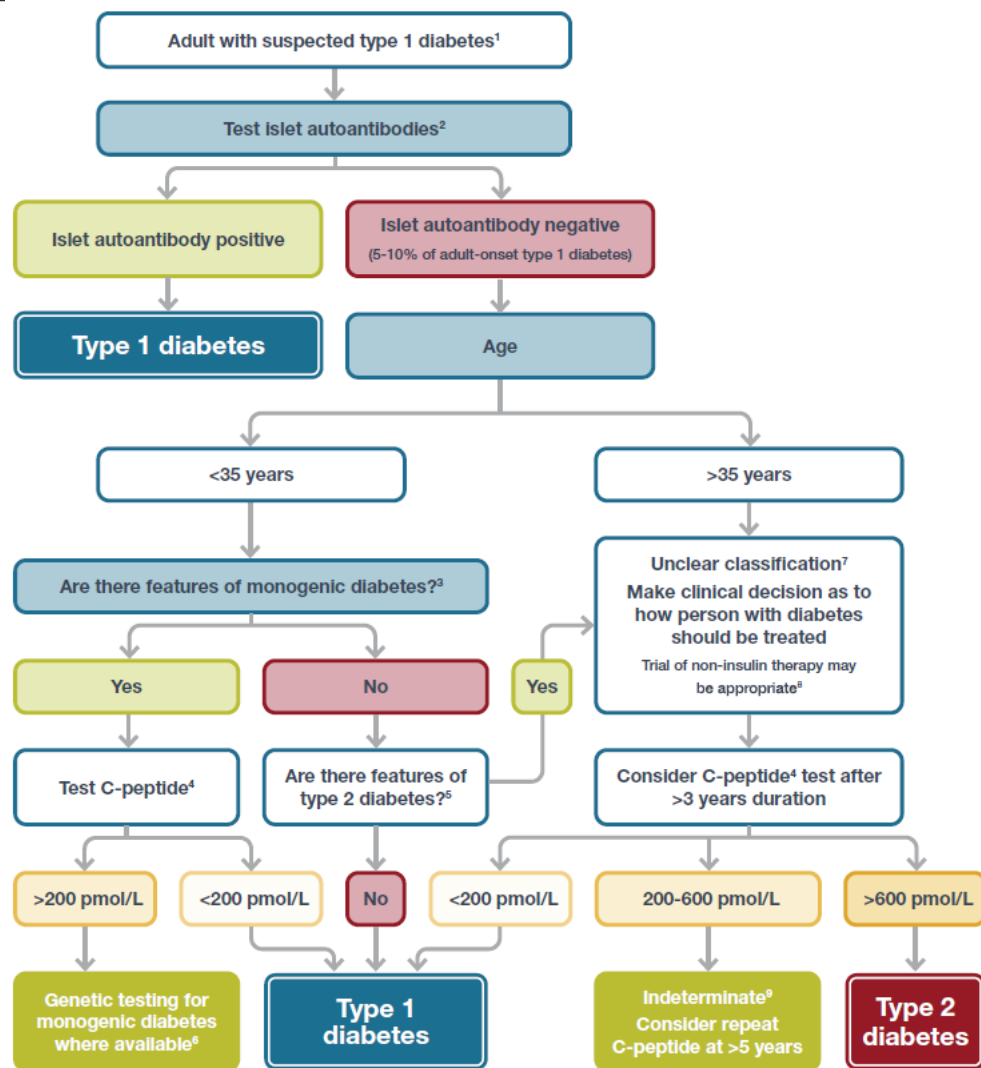 Adult with suspected type 1 diabetes¹
Test islet autoantibodies²
Islet autoantibody positive
Islet autoantibody negative
(5-10% of adult-onset type 1 diabetes)
Type 1 diabetes
Age
<35 years
>35 years
Are there features of monogenic diabetes?³
Unclear classification⁷
Make clinical decision as to
how person with diabetes
should be treated
Trial of non-insulin therapy may
be appropriate⁸
Yes
No
Yes
Test C-peptide⁴
Are there features of
type 2 diabetes?⁵
Consider C-peptide⁴ test after
>3 years duration
>200 pmol/L
<200 pmol/L
No
<200 pmol/L
200-600 pmol/L
>600 pmol/L
Genetic testing for
monogenic diabetes
where available⁶
Type 1
diabetes
Indeterminate⁹
Consider repeat
C-peptide at >5 years
Type 2
diabetes